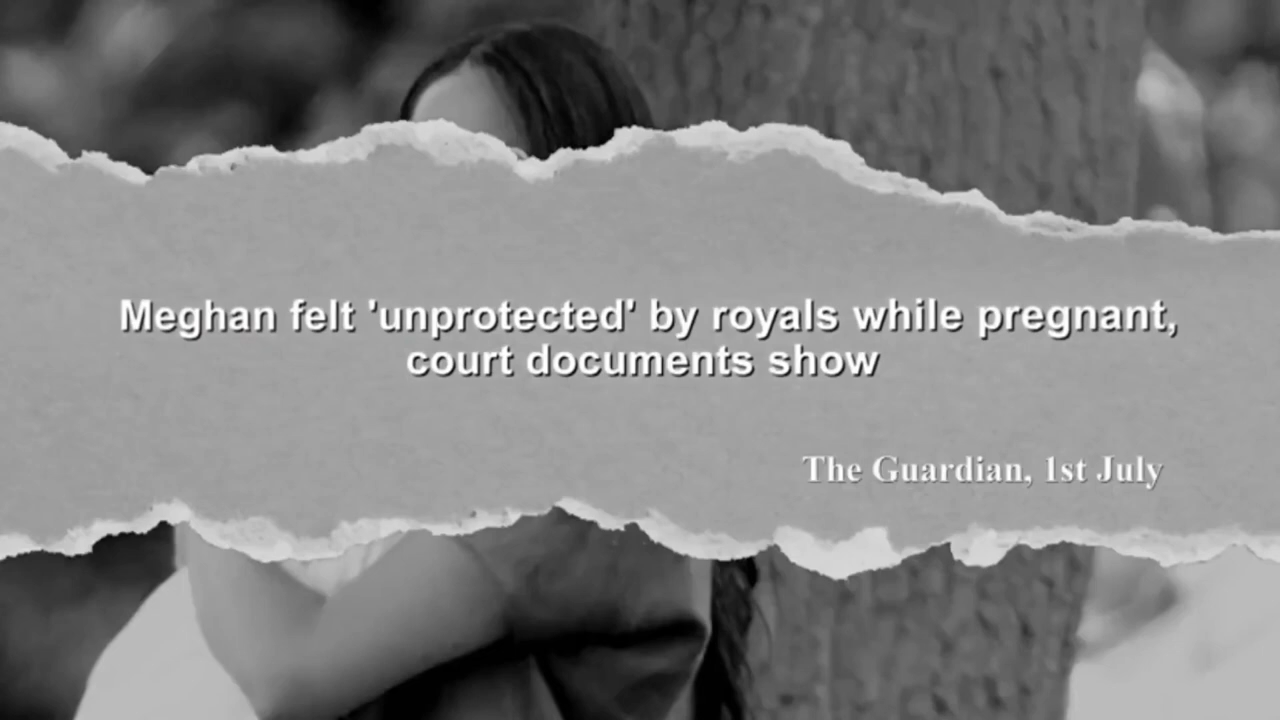 Meghan felt 'unprotected' by royals while pregnant,
court documents show
The Guardian, 1st July